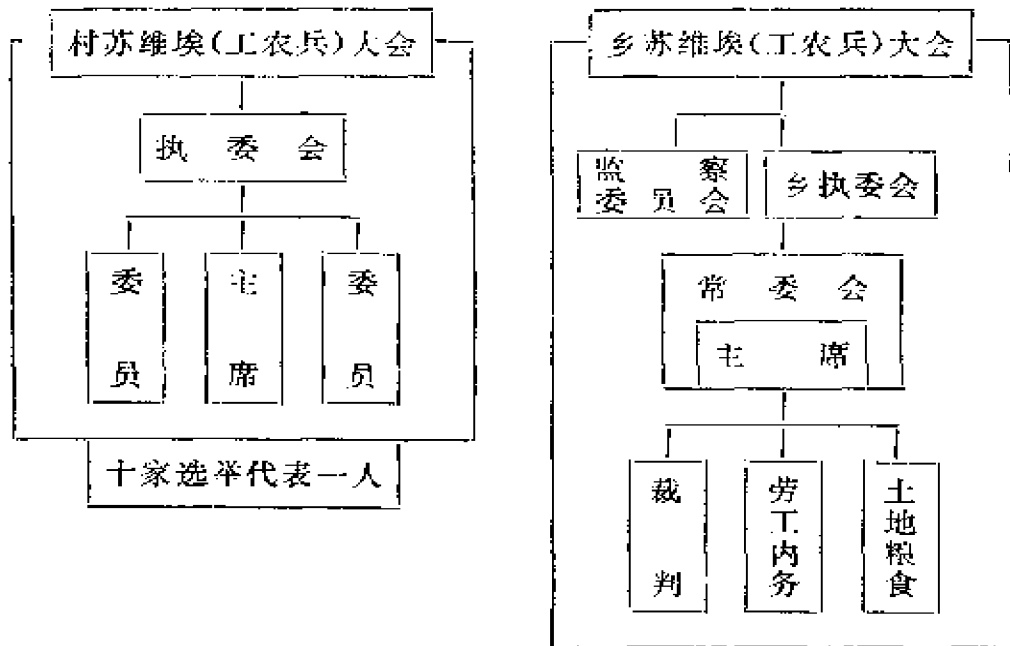 村苏维埃(工农兵)大会
执委会
委员
主席
委员
十家选举代表一人
乡苏维埃(工农兵)大会
监察
委员会
乡执委会
常委会
主席
裁判
劳工内务
土地粮食